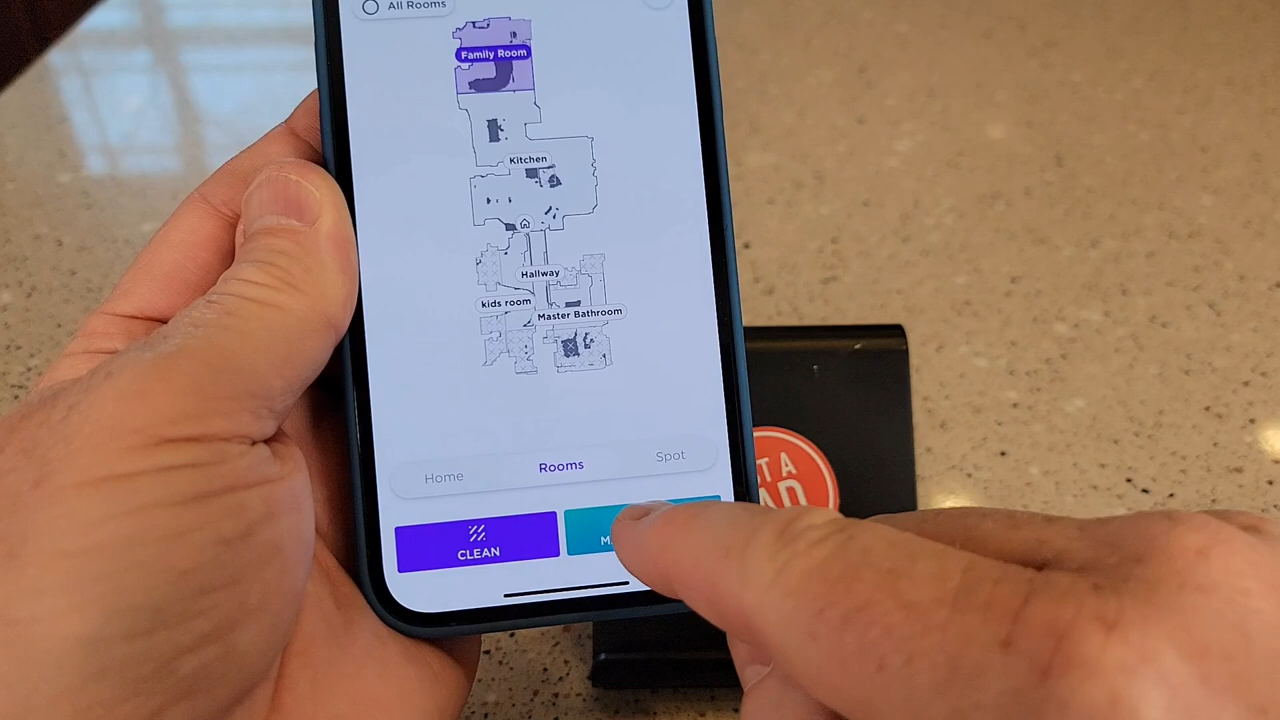 All Rooms
Family Room
Kitchen
Hallway
kids room
Master Bathroom
Home
Rooms
Spot
CLEAN